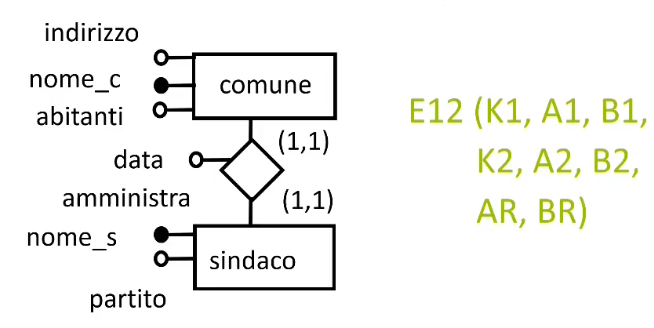 indirizzo
nome_c
comune
abitanti
(1,1)
data
amministra
(1,1)
nome_s
sindaco
partito
E12 (K1, A1, B1,
K2, A2, B2,
AR, BR)